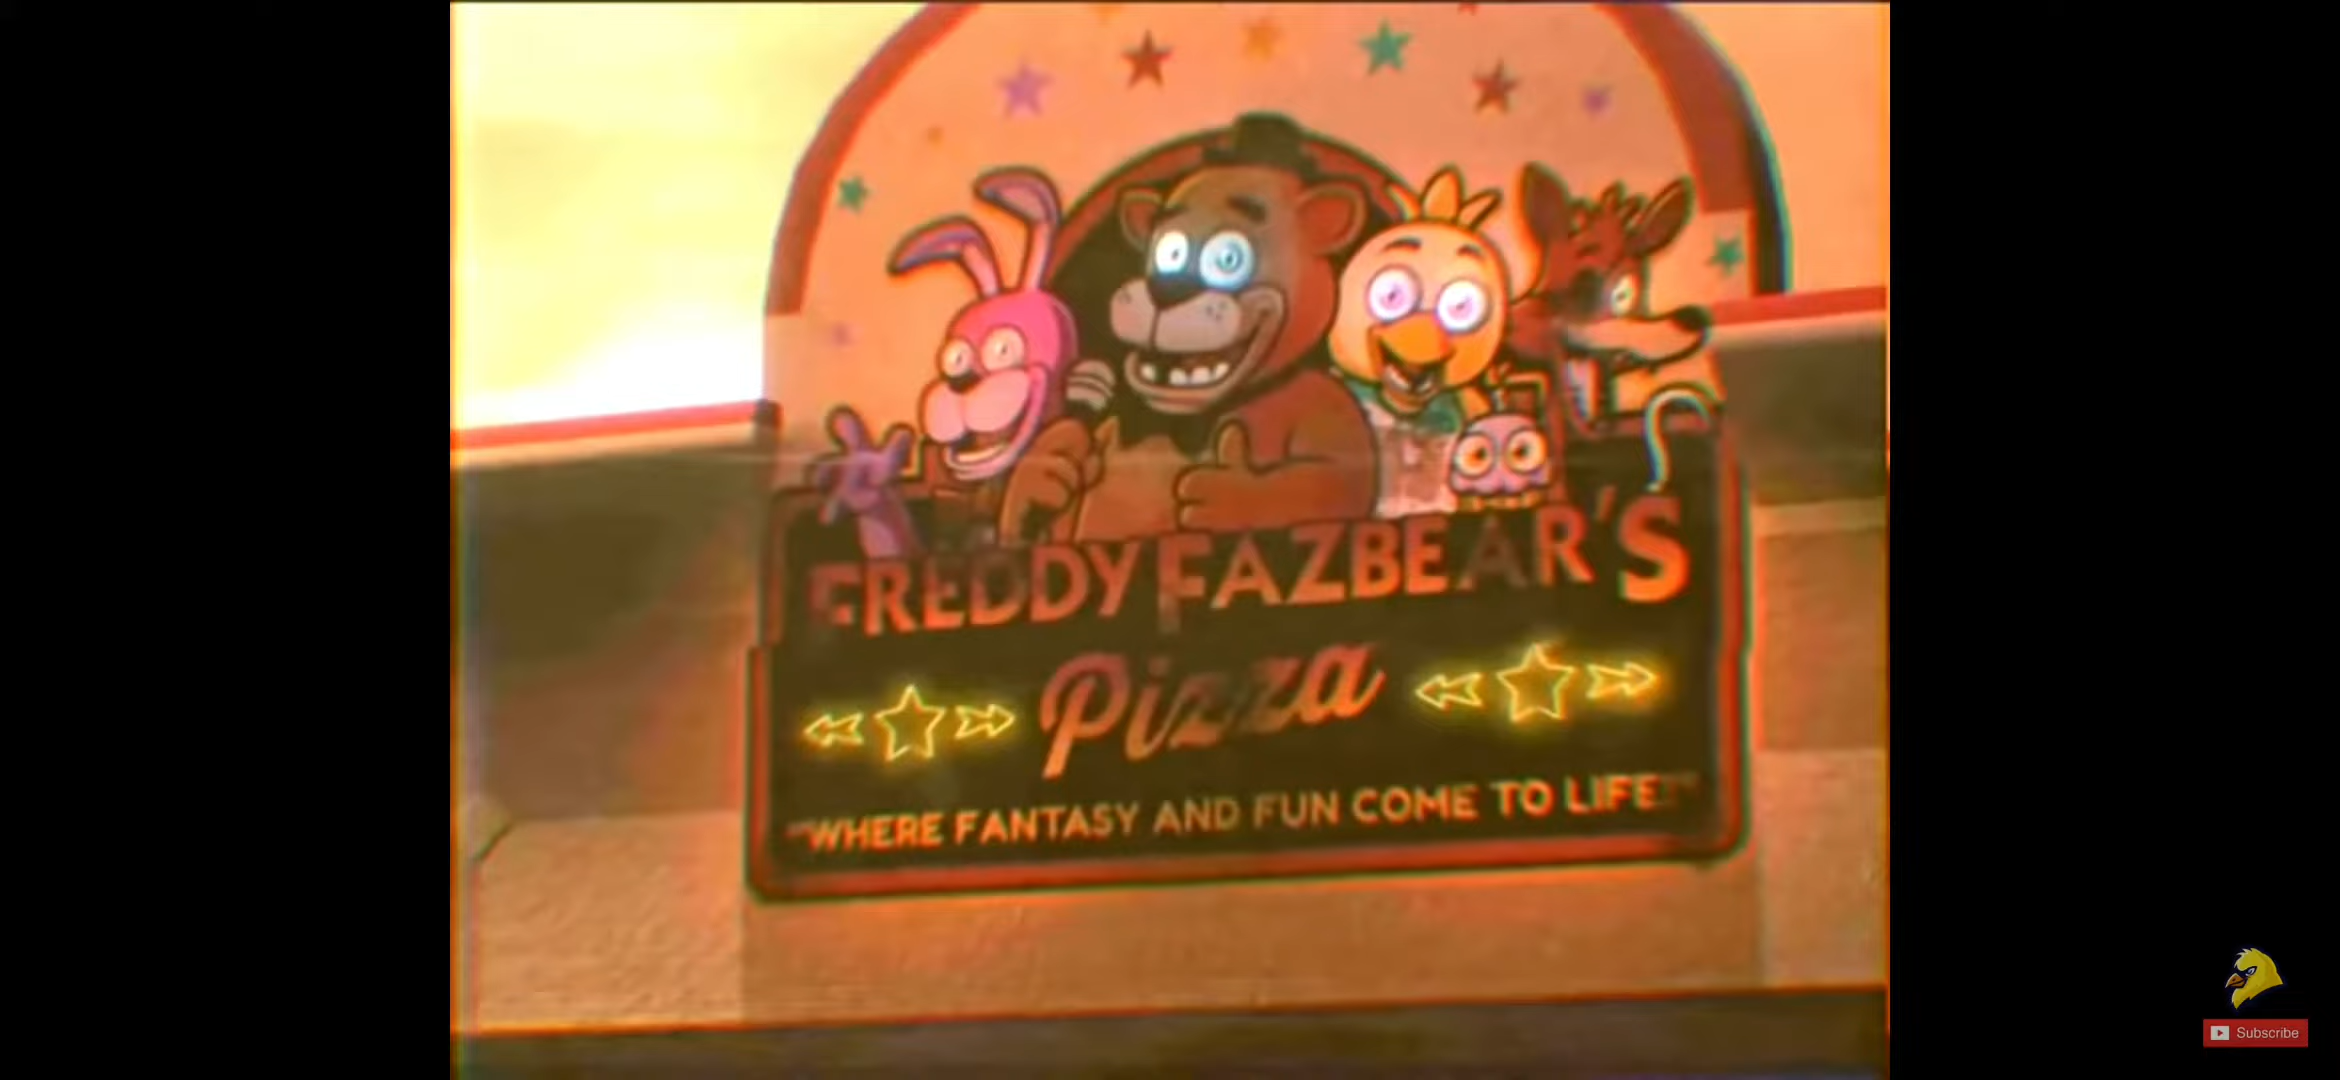 FREDDY FAZBEAR'S
Pizza
"WHERE FANTASY AND FUN COME TO LIFE!"
Subscribe